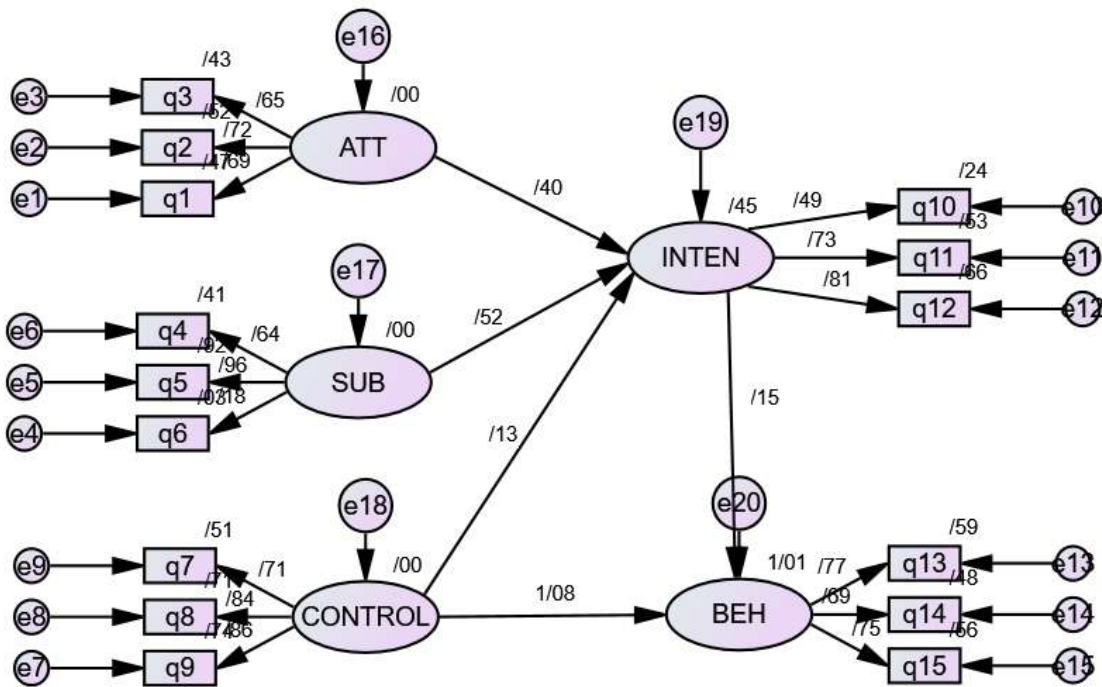 e16
/43
e3
q3
/65
/00
/52
e2
q2
/72
ATT
/47
/69
e1
q1
e19
/40
/45
/49
/24
q10
e10
INTEN
/73
/53
q11
e11
/81
/66
q12
e12
e17
/41
e6
q4
/64
/00
/52
/92
e5
q5
/96
SUB
/03
/18
e4
q6
/15
/13
e18
e20
/51
e9
q7
/71
/00
/71
e8
q8
/84
CONTROL
/74
/86
e7
q9
1/08
1/01
/77
/59
q13
e13
BEH
/69
/48
q14
e14
/75
/56
q15
e15